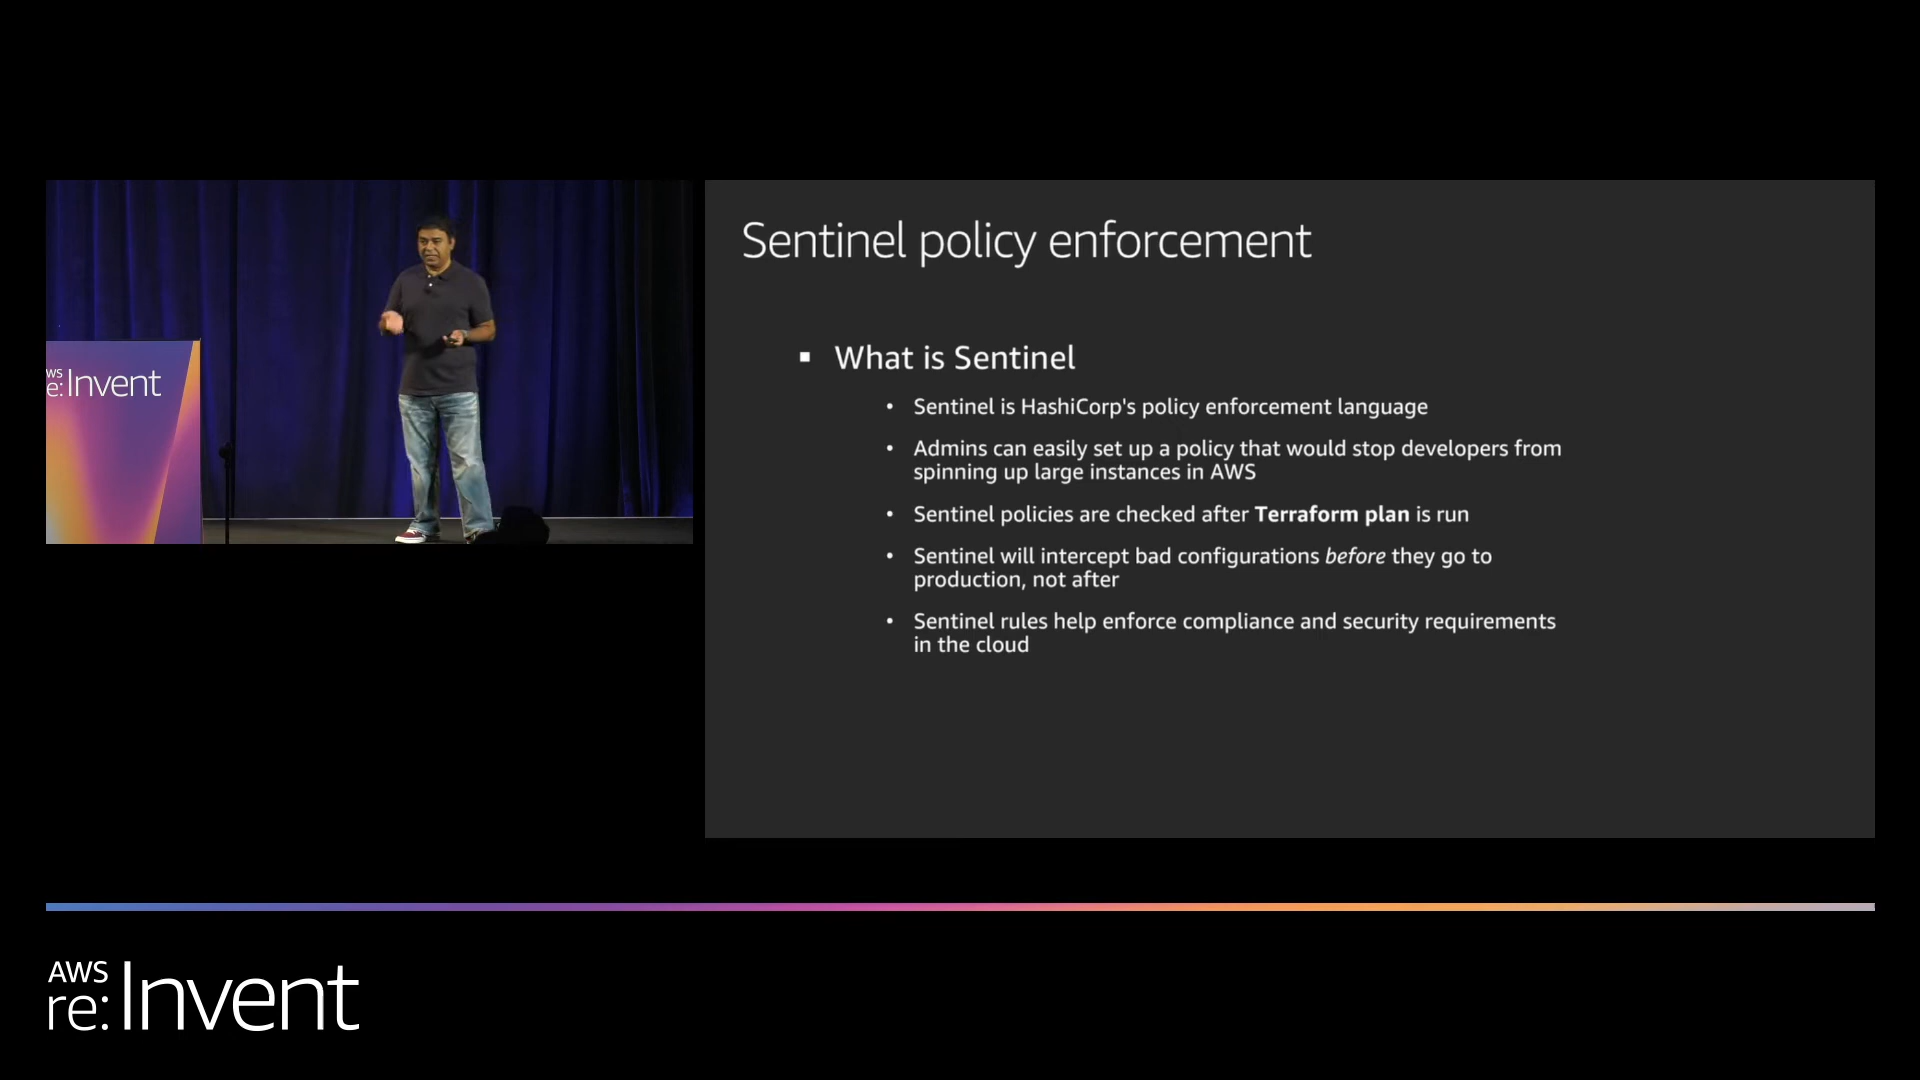 Sentinel policy enforcement
▪ What is Sentinel
• Sentinel is HashiCorp's policy enforcement language
• Admins can easily set up a policy that would stop developers from
spinning up large instances in AWS
• Sentinel policies are checked after Terraform plan is run
• Sentinel will intercept bad configurations before they go to
production, not after
• Sentinel rules help enforce compliance and security requirements
in the cloud
ws
e: Invent
AWS
re: Invent